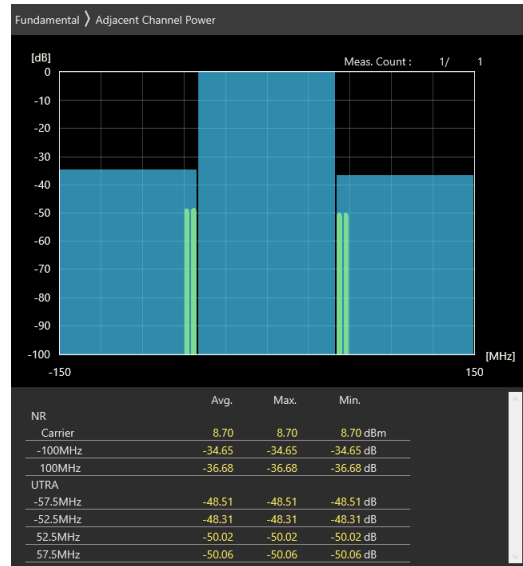 Fundamental 〉 Adjacent Channel Power
[dB]
Meas. Count : 1/ 1
0
-10
-20
-30
-40
-50
-60
-70
-80
-90
-100
[MHz]
-150 150
Avg. Max. Min.
NR
Carrier 8.70 8.70 8.70 dBm
-100MHz -34.65 -34.65 -34.65 dB
100MHz -36.68 -36.68 -36.68 dB
UTRA
-57.5MHz -48.51 -48.51 -48.51 dB
-52.5MHz -48.31 -48.31 -48.31 dB
52.5MHz -50.02 -50.02 -50.02 dB
57.5MHz -50.06 -50.06 -50.06 dB